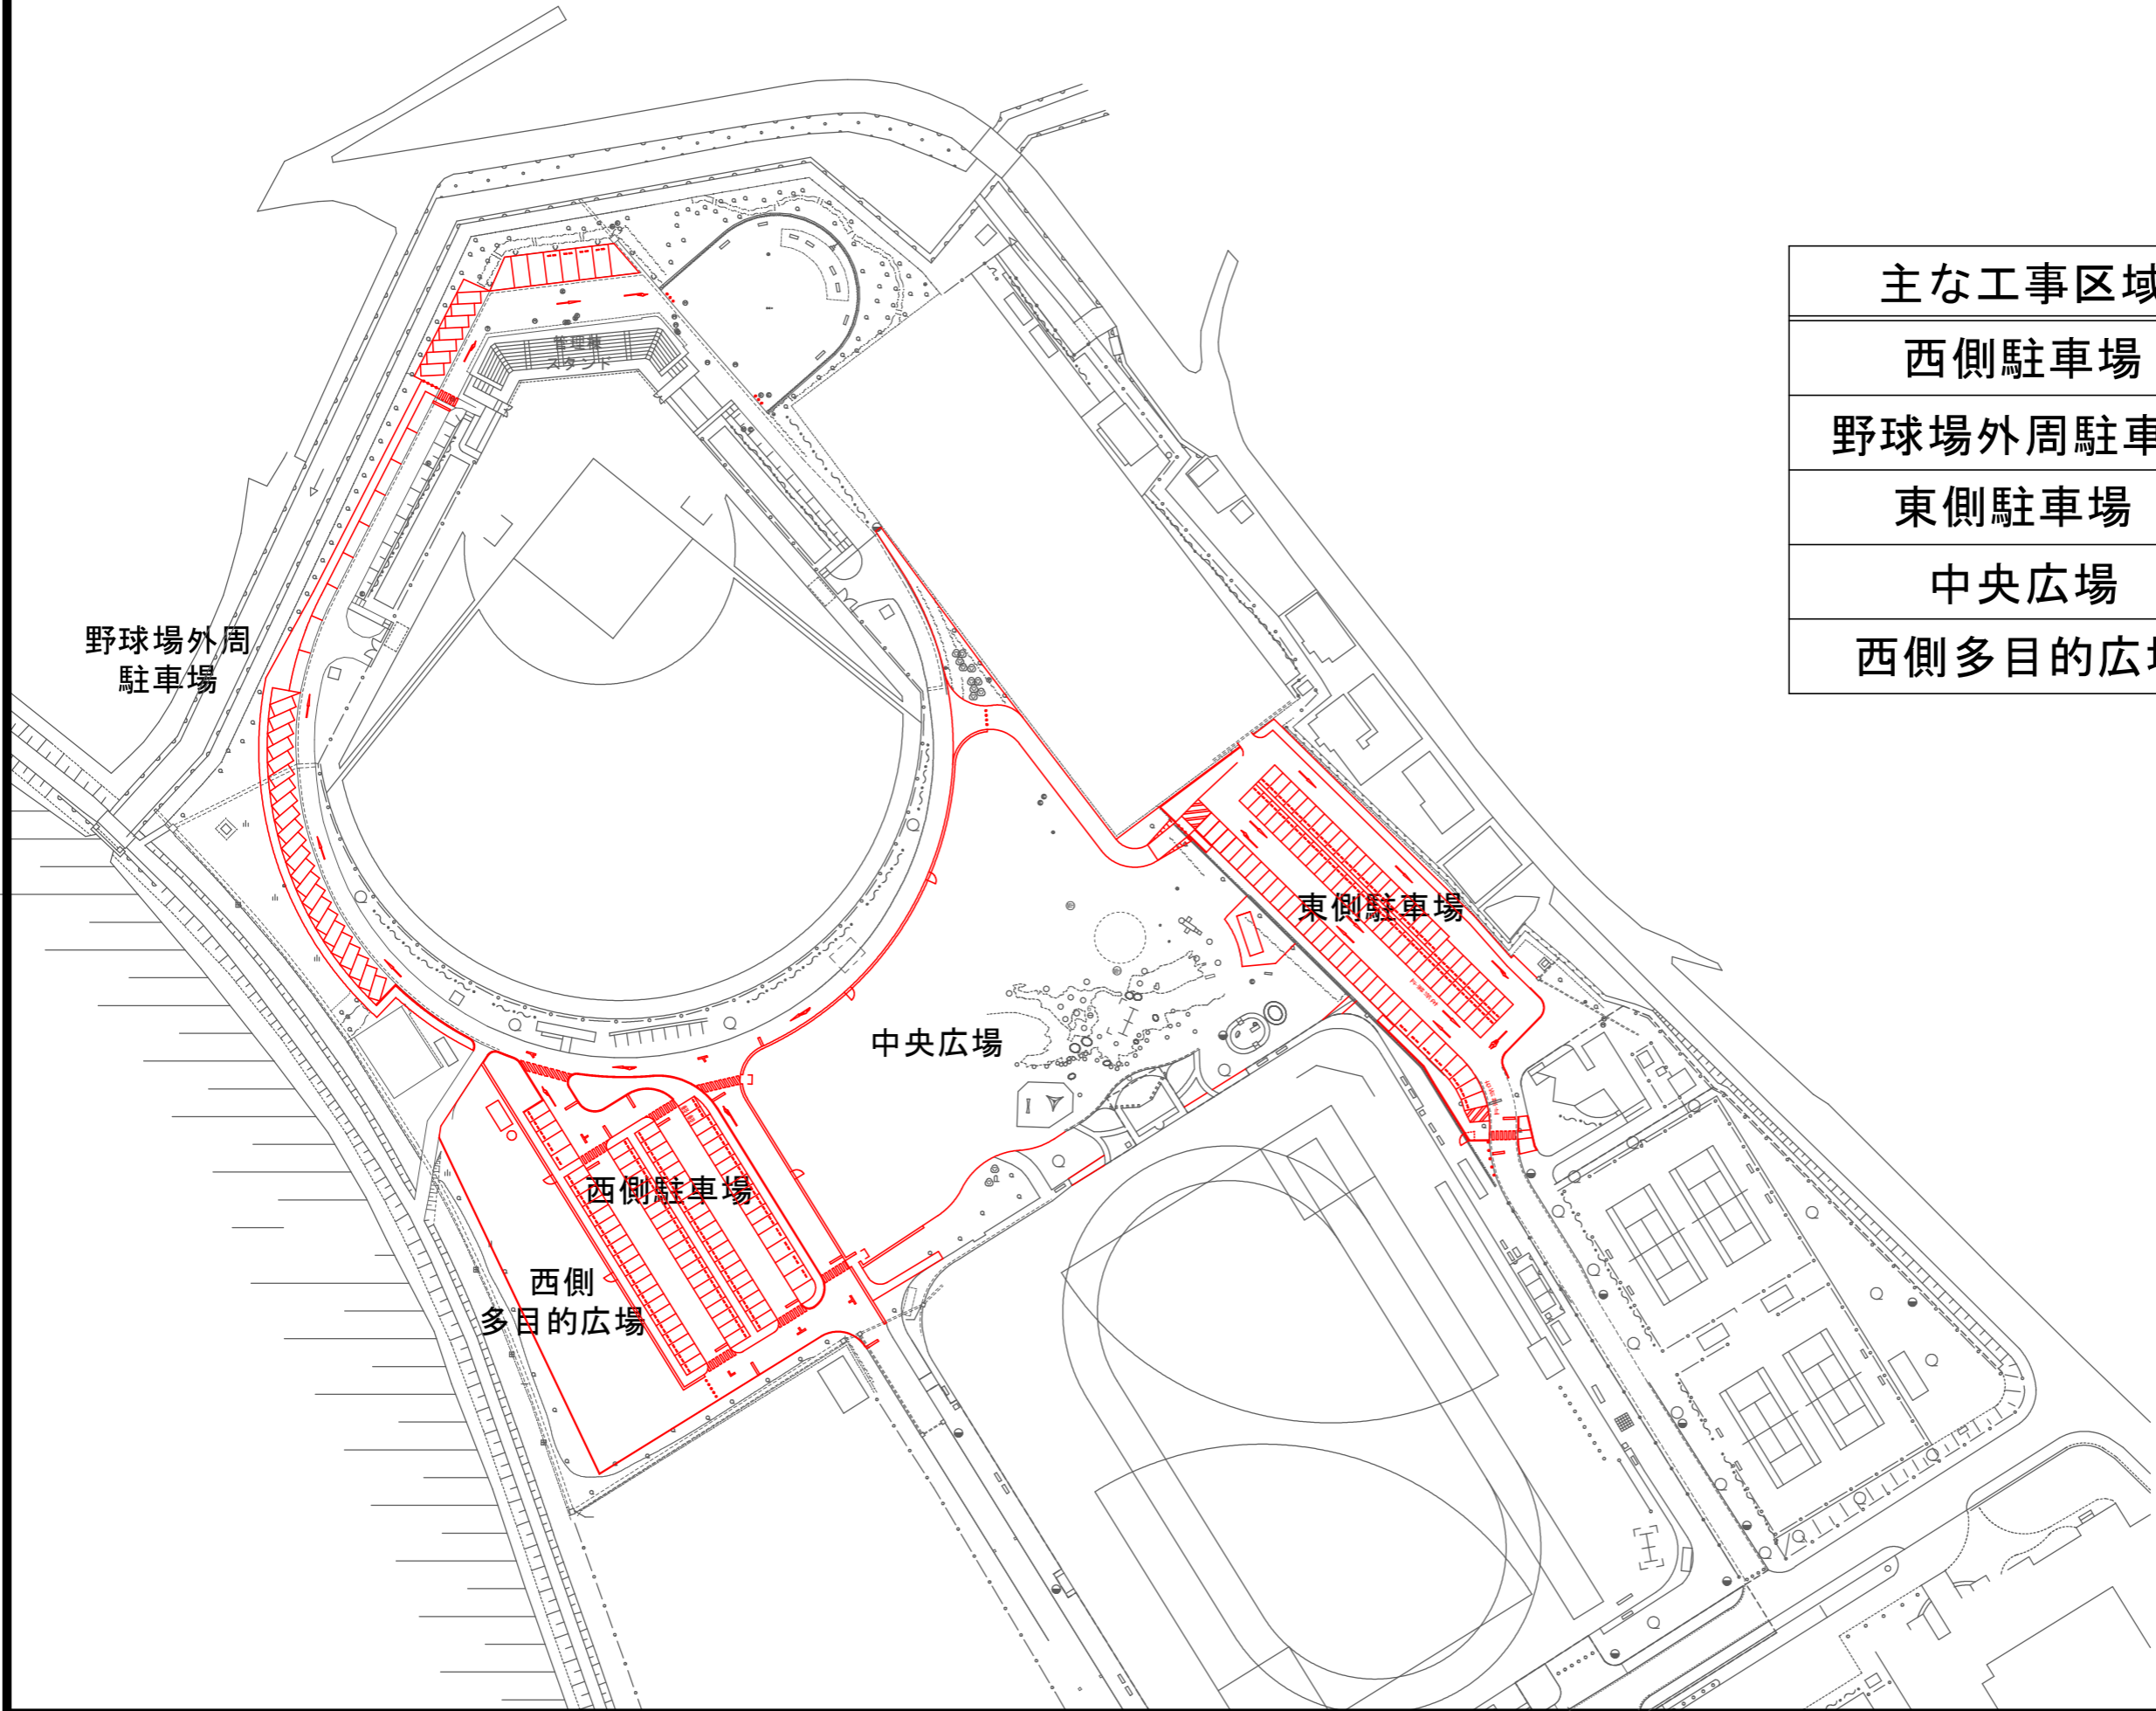 主な工事区域
西側駐車場
野球場外周駐車
東側駐車場
中央広場
西側多目的広場
管理棟
スタンド
野球場外周
駐車場
東側駐車場
中央広場
西側駐車場
西側
多目的広場